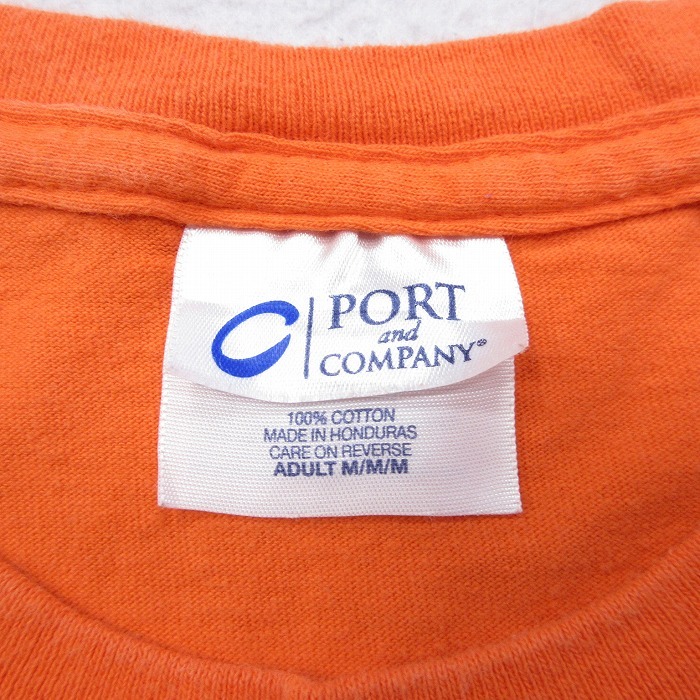 PORT
and
COMPANY®
100% COTTON
MADE IN HONDURAS
CARE ON REVERSE
ADULT M/M/M